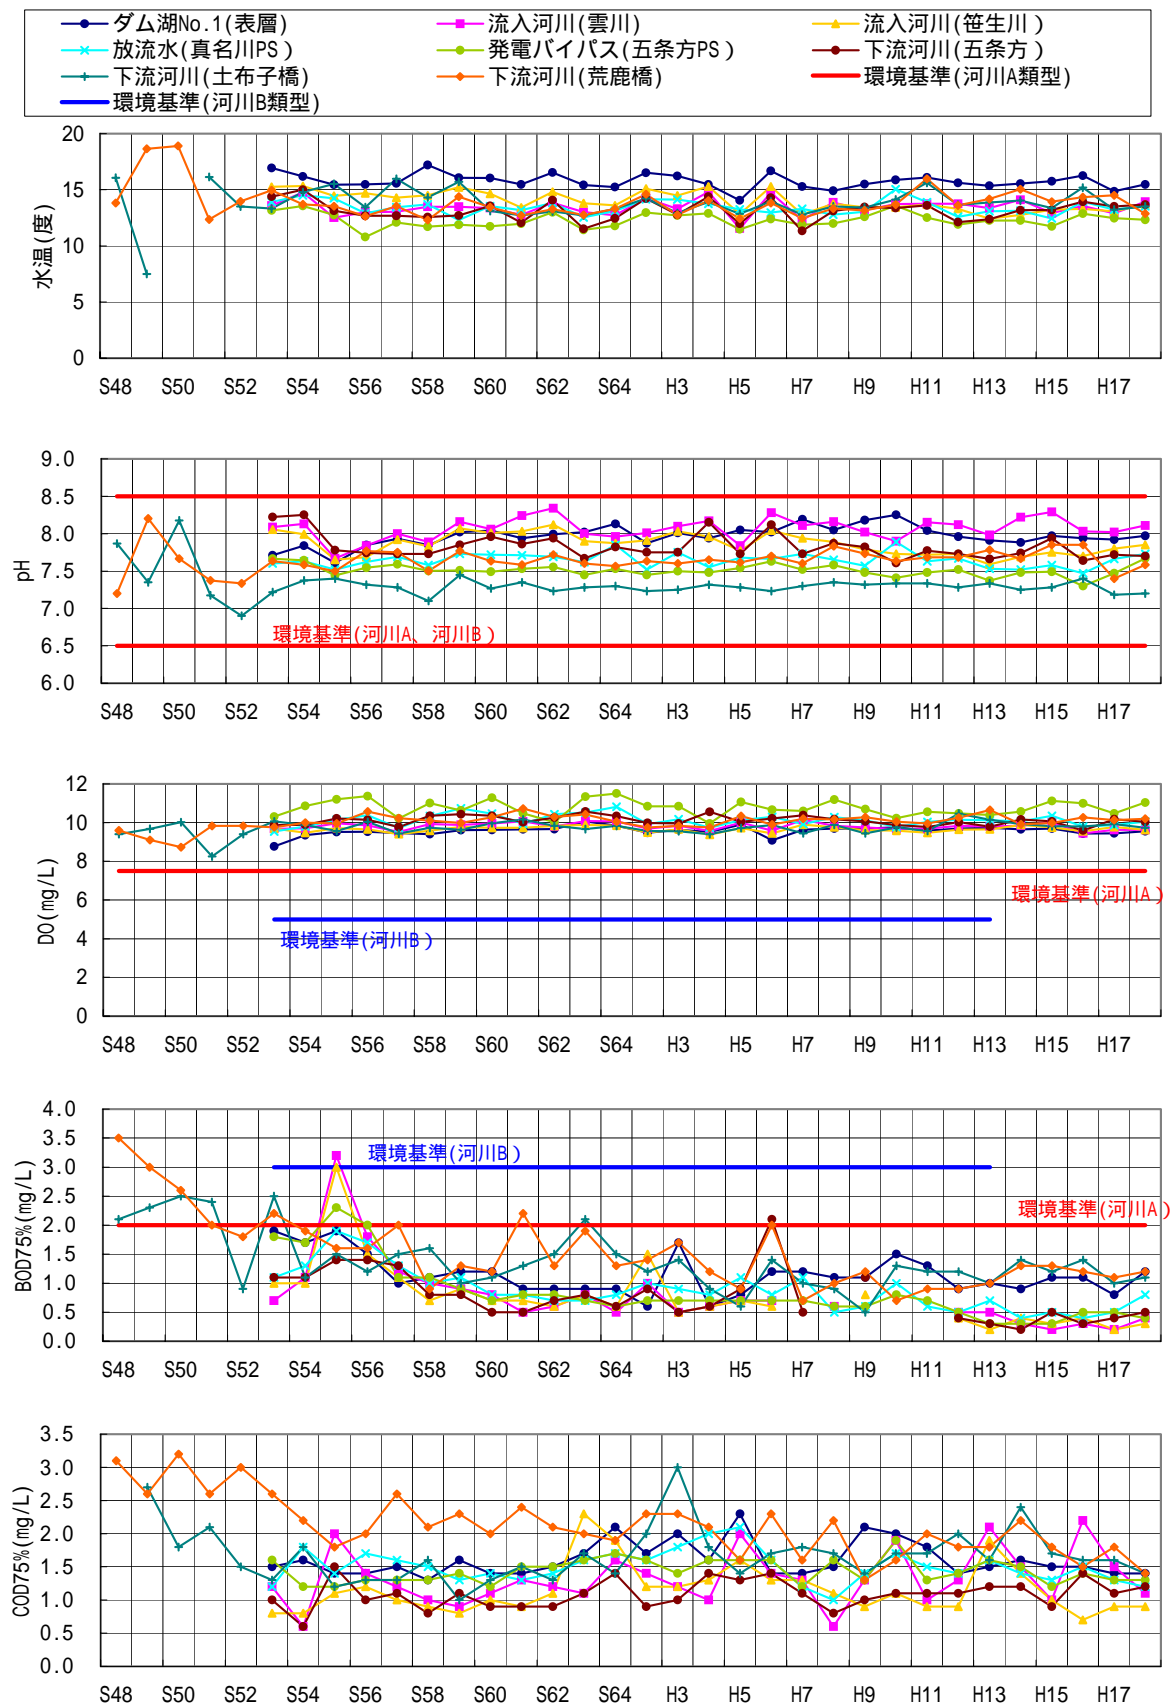 ダム湖No.1(表層) 流入河川(雲川) 流入河川(笹生川)
放流水(真名川PS) 発電バイパス(五条方PS) 下流河川(五条方)
下流河川(土布子橋) 下流河川(荒鹿橋) 環境基準(河川A類型)
環境基準(河川B類型)
水温(度)
20
15
10
5
0
S48 S50 S52 S54 S56 S58 S60 S62 S64 H3 H5 H7 H9 H11 H13 H15 H17
pH
9.0
8.5
8.0
7.5
7.0
6.5
6.0
環境基準(河川A、河川B)
S48 S50 S52 S54 S56 S58 S60 S62 S64 H3 H5 H7 H9 H11 H13 H15 H17
DO(mg/L)
12
10
8
6
4
2
0
環境基準(河川A)
環境基準(河川B)
S48 S50 S52 S54 S56 S58 S60 S62 S64 H3 H5 H7 H9 H11 H13 H15 H17
BOD75%(mg/L)
4.0
3.5
3.0
2.5
2.0
1.5
1.0
0.5
0.0
環境基準(河川B)
環境基準(河川A)
S48 S50 S52 S54 S56 S58 S60 S62 S64 H3 H5 H7 H9 H11 H13 H15 H17
COD75%(mg/L)
3.5
3.0
2.5
2.0
1.5
1.0
0.5
0.0
S48 S50 S52 S54 S56 S58 S60 S62 S64 H3 H5 H7 H9 H11 H13 H15 H17